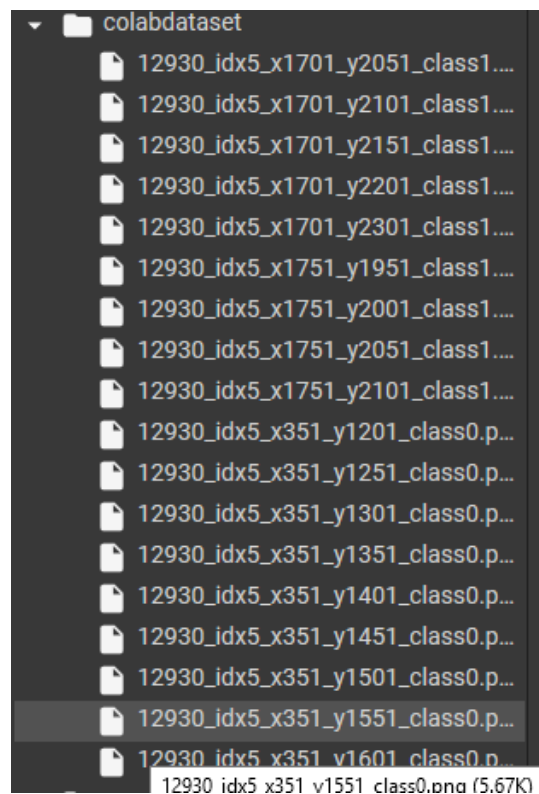 colabdataset
12930_idx5_x1701_y2051_class1....
12930_idx5_x1701_y2101_class1....
12930_idx5_x1701_y2151_class1....
12930_idx5_x1701_y2201_class1....
12930_idx5_x1701_y2301_class1....
12930_idx5_x1751_y1951_class1....
12930_idx5_x1751_y2001_class1....
12930_idx5_x1751_y2051_class1....
12930_idx5_x1751_y2101_class1....
12930_idx5_x351_y1201_class0.p...
12930_idx5_x351_y1251_class0.p...
12930_idx5_x351_y1301_class0.p...
12930_idx5_x351_y1351_class0.p...
12930_idx5_x351_y1401_class0.p...
12930_idx5_x351_y1451_class0.p...
12930_idx5_x351_y1501_class0.p...
12930_idx5_x351_y1551_class0.p...
12930_idx5_x351_y1601_class0.p...
12930_idx5_x351_y1551_class0.png (5.67K)